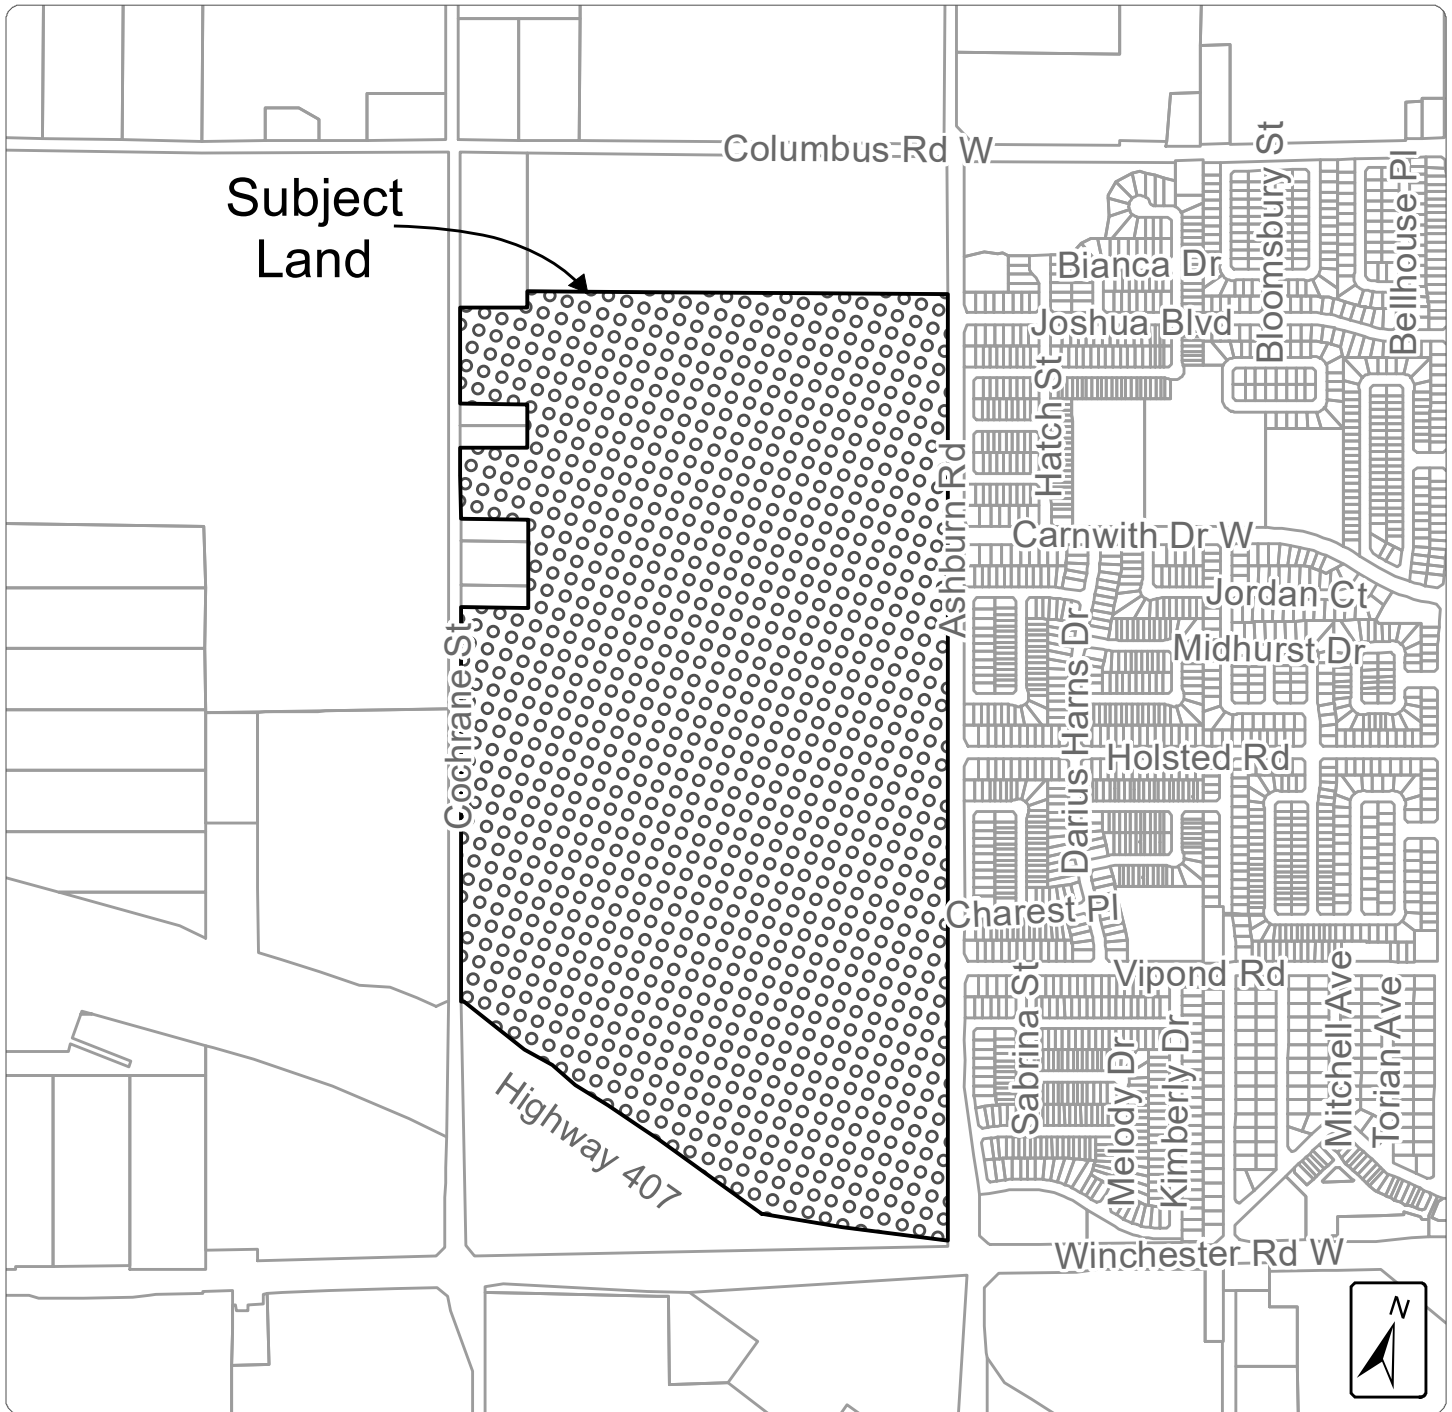 Columbus Rd W
Subject
Land
Bloomsbury St
Bellhouse Pl
Bianca Dr
Joshua Blvd
Hatch St
Ashburn Rd
Carnwith Dr W
Jordan Ct
Cochrane St
Darius Harns Dr
Midhurst Dr
Holsted Rd
Charest Pl
Vipond Rd
Sabrina St
Melody Dr
Kimberly Dr
Mitchell Ave
Torian Ave
Highway 407
Winchester Rd W
N